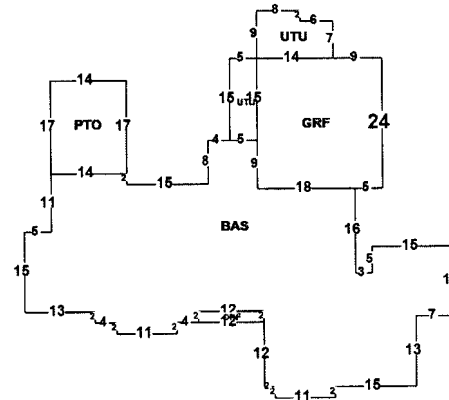 8 2 6
9 UTU 7
5 14 9
14
15 UTU 15
17 PTO 17 GRF 24
4 5
14 8 9
2 15
11 18 5
5 BAS 16
15
15 3 5
13 12 7
2 4 2 11 2 4 2 12 2
12 13
2 11 2 15